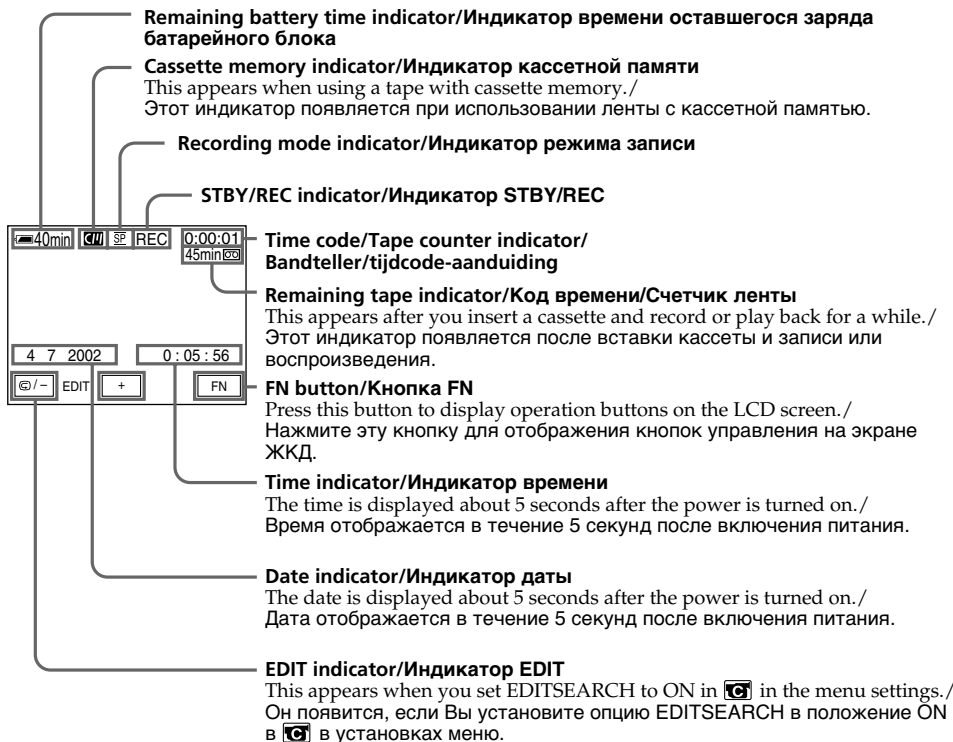 Remaining battery time indicator/Индикатор времени оставшегося заряда
батарейного блока
Cassette memory indicator/Индикатор кассетной памяти
This appears when using a tape with cassette memory./
Этот индикатор появляется при использовании ленты с кассетной памятью.
Recording mode indicator/Индикатор режима записи
STBY/REC indicator/Индикатор STBY/REC
40min SP REC 0:00:01
45min
Time code/Tape counter indicator/
Bandteller/tijdcode-aanduiding
Remaining tape indicator/Код времени/Счетчик ленты
This appears after you insert a cassette and record or play back for a while./
Этот индикатор появляется после вставки кассеты и записи или
воспроизведения.
4 7 2002 0 : 05 : 56
©/– EDIT + FN
FN button/Кнопка FN
Press this button to display operation buttons on the LCD screen./
Нажмите эту кнопку для отображения кнопок управления на экране
ЖКД.
Time indicator/Индикатор времени
The time is displayed about 5 seconds after the power is turned on./
Время отображается в течение 5 секунд после включения питания.
Date indicator/Индикатор даты
The date is displayed about 5 seconds after the power is turned on./
Дата отображается в течение 5 секунд после включения питания.
EDIT indicator/Индикатор EDIT
This appears when you set EDITSEARCH to ON in in the menu settings./
Он появится, если Вы установите опцию EDITSEARCH в положение ON
в в установках меню.